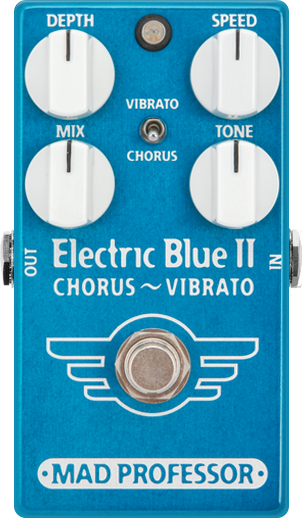 DEPTH SPEED
VIBRATO
MIX TONE
CHORUS
OUT Electric Blue II IN
CHORUS ~ VIBRATO
• MAD PROFESSOR •